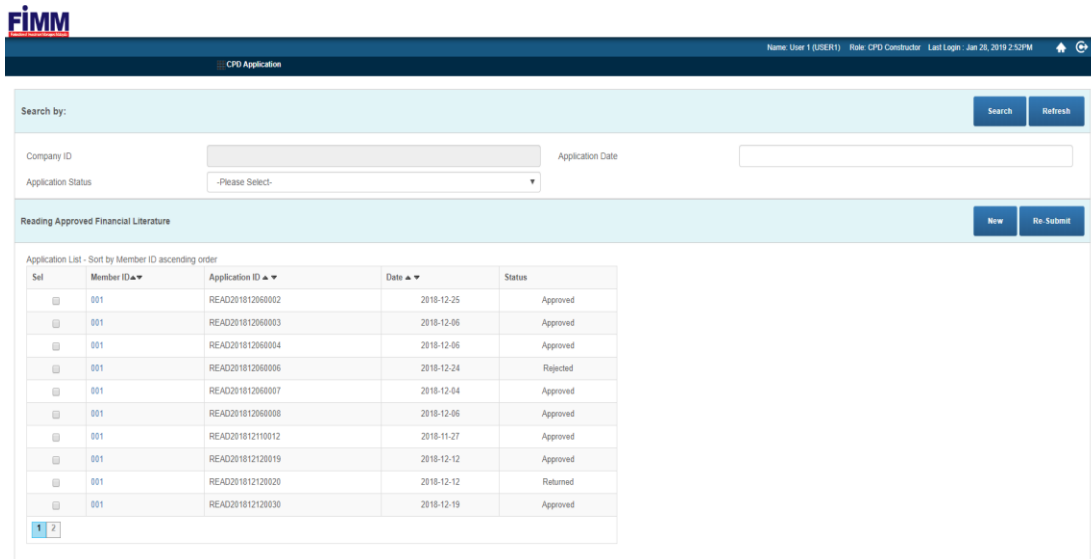 FiMM
Name: User 1 (USER1) Role: CPD Constructor Last Login : Jan 28, 2019 2:52PM
CPD Application
Search by: Search Refresh
Company ID Application Date
Application Status -Please Select-
Reading Approved Financial Literature New Re-Submit
Application List - Sort by Member ID ascending order
Sel Member ID Application ID Date Status
001 READ201812060002 2018-12-25 Approved
001 READ201812060003 2018-12-06 Approved
001 READ201812060004 2018-12-06 Approved
001 READ201812060006 2018-12-24 Rejected
001 READ201812060007 2018-12-04 Approved
001 READ201812060008 2018-12-06 Approved
001 READ201812110012 2018-11-27 Approved
001 READ201812120019 2018-12-12 Approved
001 READ201812120020 2018-12-12 Returned
001 READ201812120030 2018-12-19 Approved
1 2